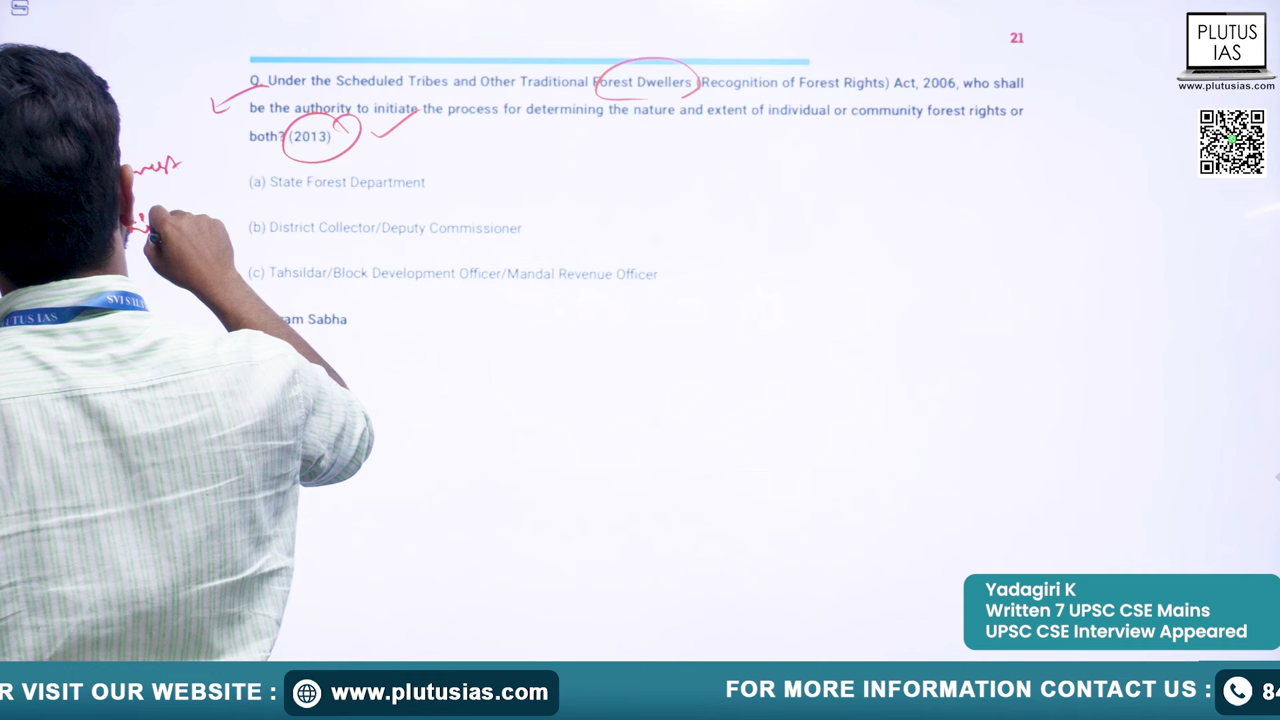 21
PLUTUS
IAS
www.plutusias.com
Q. Under the Scheduled Tribes and Other Traditional Forest Dwellers (Recognition of Forest Rights) Act, 2006, who shall
be the authority to initiate the process for determining the nature and extent of individual or community forest rights or
both? (2013)
(a) State Forest Department
(b) District Collector/Deputy Commissioner
(c) Tahsildar/Block Development Officer/Mandal Revenue Officer
ram Sabha
TUS IAS
Yadagiri K
Written 7 UPSC CSE Mains
UPSC CSE Interview Appeared
R VISIT OUR WEBSITE : www.plutusias.com FOR MORE INFORMATION CONTACT US : 84